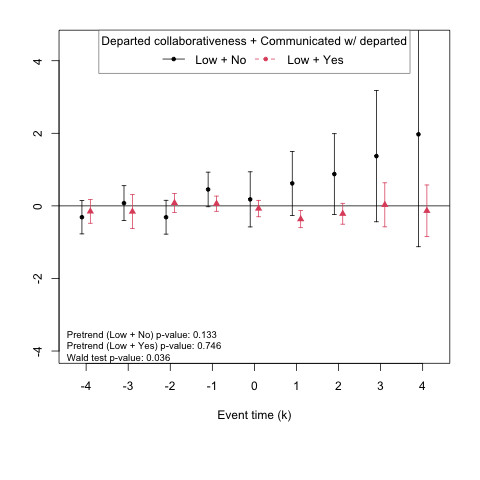 Departed collaborativeness + Communicated w/ departed
Low + No Low + Yes
4
2
0
-2
-4
Pretrend (Low + No) p-value: 0.133
Pretrend (Low + Yes) p-value: 0.746
Wald test p-value: 0.036
-4 -3 -2 -1 0 1 2 3 4
Event time (k)